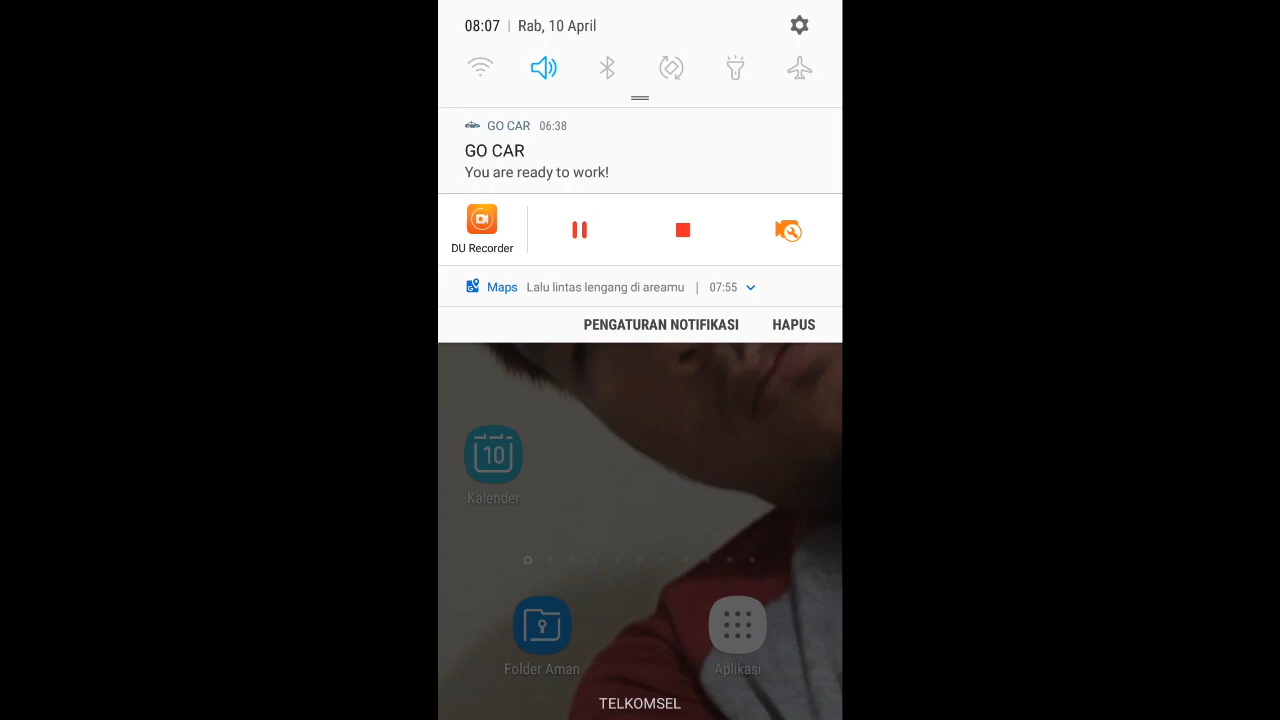 08:07 | Rab, 10 April
GO CAR 06:38
GO CAR
You are ready to work!
DU Recorder
Maps Lalu lintas lengang di areamu | 07:55
PENGATURAN NOTIFIKASI HAPUS
10
Kalender
Folder Aman Aplikasi
TELKOMSEL